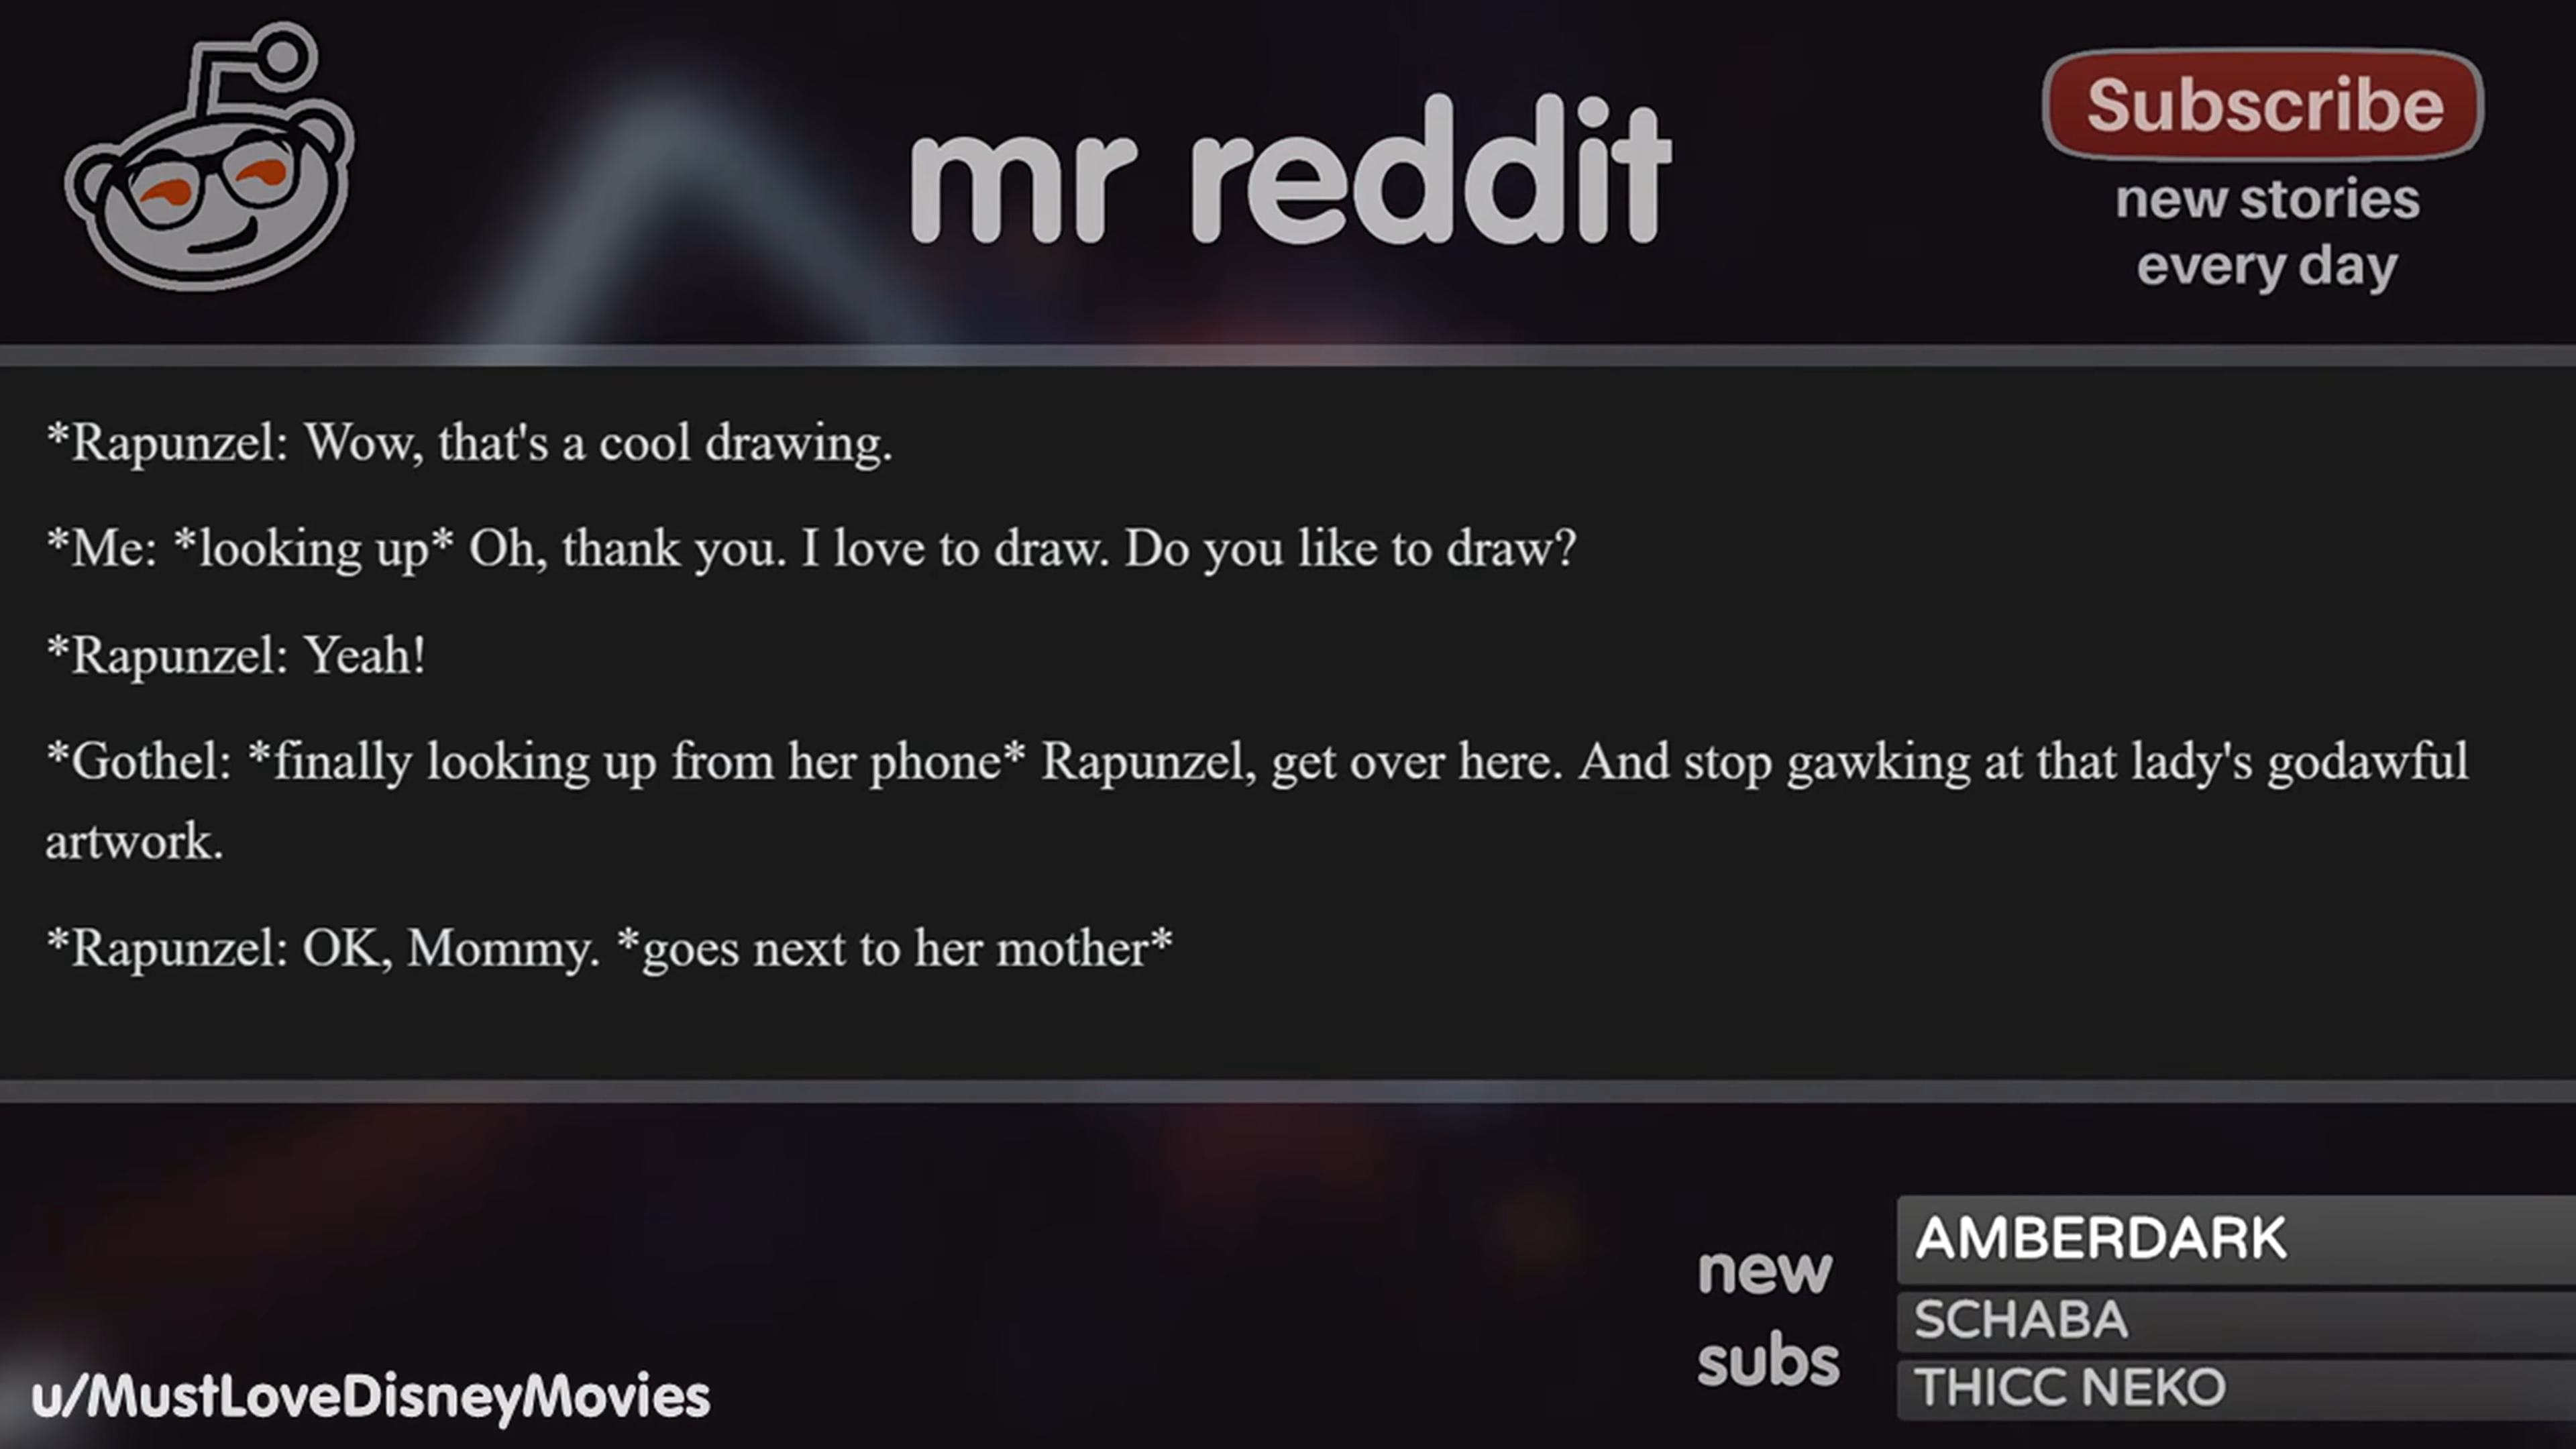 mr reddit
Subscribe
new stories
every day
*Rapunzel: Wow, that's a cool drawing.
*Me: *looking up* Oh, thank you. I love to draw. Do you like to draw?
*Rapunzel: Yeah!
*Gothel: *finally looking up from her phone* Rapunzel, get over here. And stop gawking at that lady's godawful
artwork.
*Rapunzel: OK, Mommy. *goes next to her mother*
new
subs
AMBERDARK
SCHABA
THICC NEKO
u/MustLoveDisneyMovies